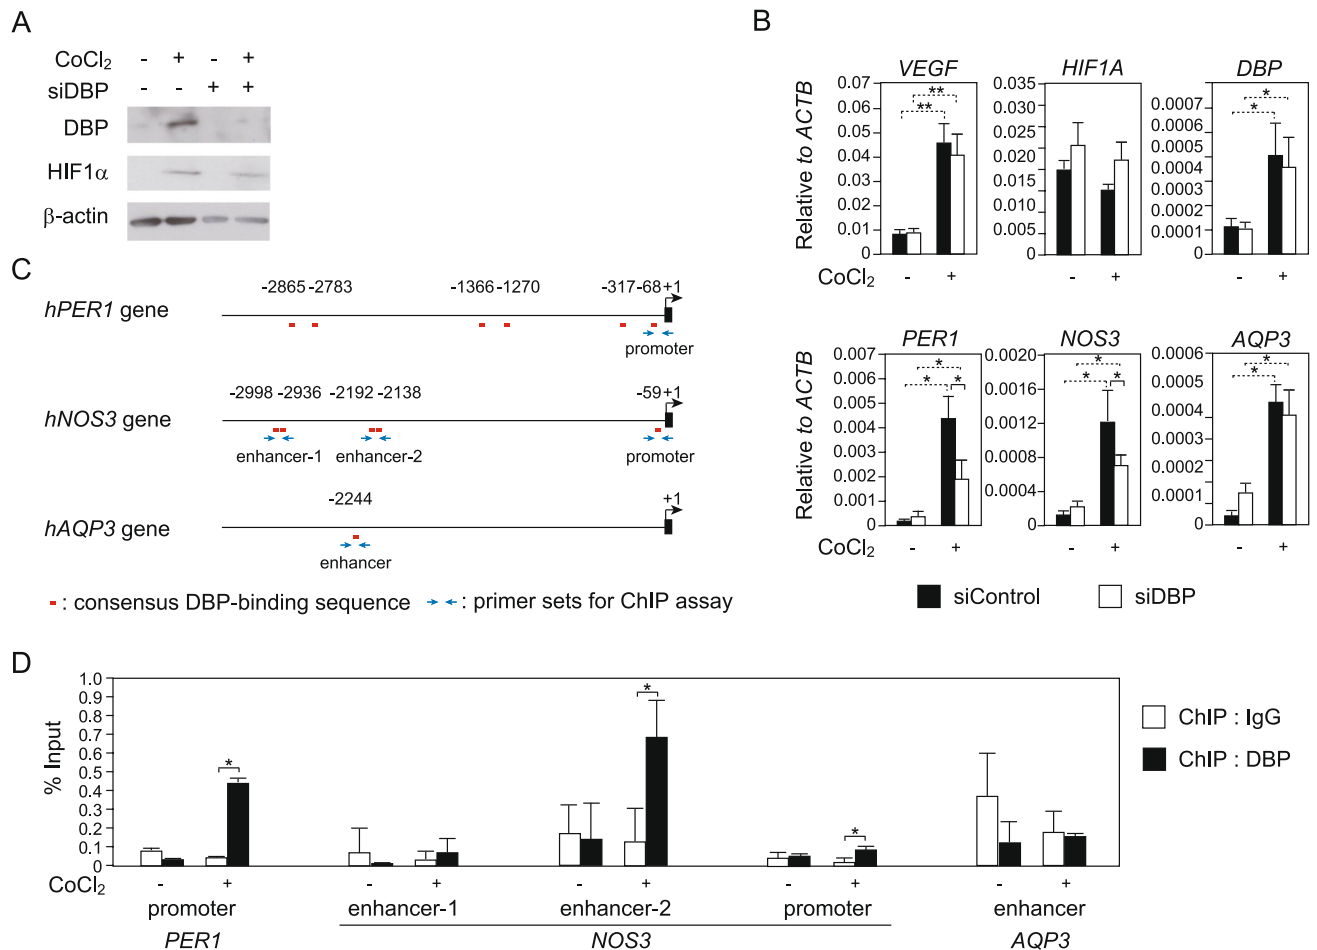 A
CoCl2 - + - +
siDBP - - + +
DBP
HIF1α
β-actin
B
VEGF HIF1A DBP
Relative to ACTB
0.07
0.06
0.05
0.04
0.03
0.02
0.01
0
** **
0.035
0.030
0.025
0.020
0.015
0.010
0.005
0
0.0007
0.0006
0.0005
0.0004
0.0003
0.0002
0.0001
0
* *
CoCl2 - + - + - +
PER1 NOS3 AQP3
Relative to ACTB
0.007
0.006
0.005
0.004
0.003
0.002
0.001
0
* * *
0.0020
0.0016
0.0012
0.0008
0.0004
0
* * *
0.0006
0.0005
0.0004
0.0003
0.0002
0.0001
0
* *
CoCl2 - + - + - +
siControl siDBP
C
-2865 -2783 -1366 -1270 -317 -68 +1
hPER1 gene
promoter
-2998 -2936 -2192 -2138 -59 +1
hNOS3 gene
enhancer-1 enhancer-2 promoter
-2244 +1
hAQP3 gene
enhancer
: consensus DBP-binding sequence : primer sets for ChIP assay
D
% Input
1.0
0.9
0.8
0.7
0.6
0.5
0.4
0.3
0.2
0.1
0
* * *
ChIP : IgG
ChIP : DBP
CoCl2 - + - + - + - + - +
promoter enhancer-1 enhancer-2 promoter enhancer
PER1 NOS3 AQP3